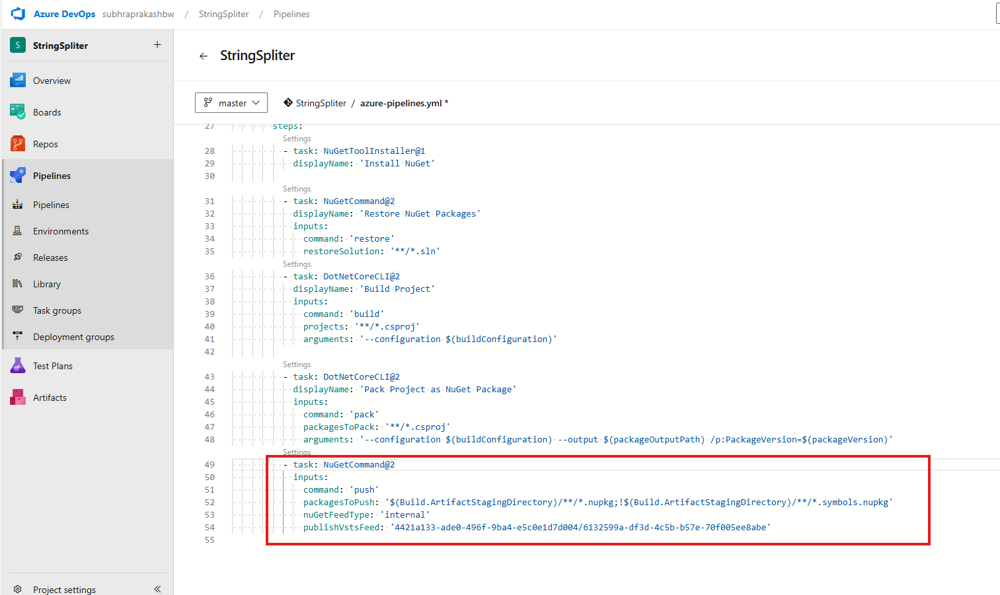 Azure DevOps subhraprakashbw / StringSpliter / Pipelines
S StringSpliter +
Overview
Boards
Repos
Pipelines
Pipelines
Environments
Releases
Library
Task groups
Deployment groups
Test Plans
Artifacts
Project settings
StringSpliter
master StringSpliter / azure-pipelines.yml *
27 steps:
Settings
28 - task: NuGetToolInstaller@1
29 displayName: 'Install NuGet'
30
Settings
31 - task: NuGetCommand@2
32 displayName: 'Restore NuGet Packages'
33 inputs:
34 command: 'restore'
35 restoreSolution: '**/*.sln'
Settings
36 - task: DotNetCoreCLI@2
37 displayName: 'Build Project'
38 inputs:
39 command: 'build'
40 projects: '**/*.csproj'
41 arguments: '--configuration $(buildConfiguration)'
42
Settings
43 - task: DotNetCoreCLI@2
44 displayName: 'Pack Project as NuGet Package'
45 inputs:
46 command: 'pack'
47 packagesToPack: '**/*.csproj'
48 arguments: '--configuration $(buildConfiguration) --output $(packageOutputPath) /p:PackageVersion=$(packageVersion)'
Settings
49 - task: NuGetCommand@2
50 inputs:
51 command: 'push'
52 packagesToPush: '$(Build.ArtifactStagingDirectory)/**/*.nupkg;!$(Build.ArtifactStagingDirectory)/**/*.symbols.nupkg'
53 nuGetFeedType: 'internal'
54 publishVstsFeed: '4421a133-ade0-496f-9ba4-e5c0e1d7d004/6132599a-df3d-4c5b-b57e-70f005ee8abe'
55